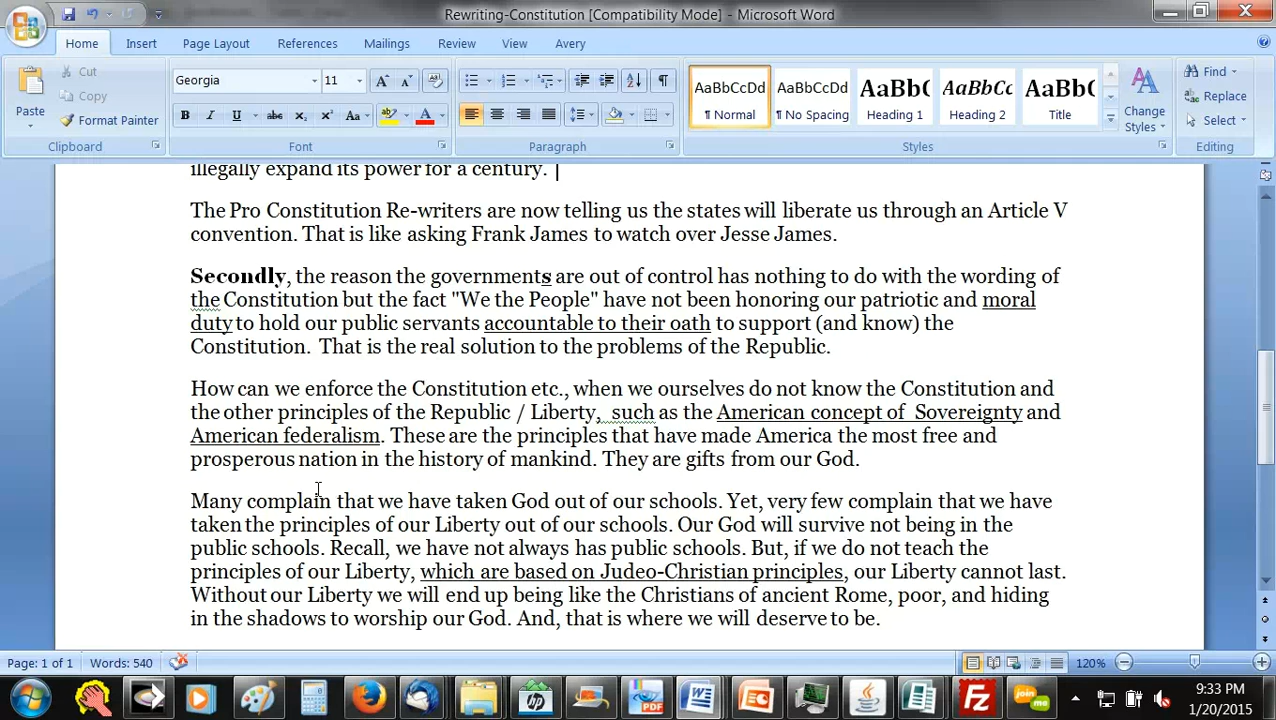 Rewriting-Constitution [Compatibility Mode] - Microsoft Word
Home Insert Page Layout References Mailings Review View Avery
Paste
Cut
Copy
Format Painter
Clipboard
Georgia 11
Font
Paragraph
AaBbCcDd AaBbCcDd AaBbC AaBbCc AaBbC
¶ Normal ¶ No Spacing Heading 1 Heading 2 Title
Change
Styles
Styles
Find
Replace
Select
Editing
illegally expand its power for a century.
The Pro Constitution Re-writers are now telling us the states will liberate us through an Article V
convention. That is like asking Frank James to watch over Jesse James.
Secondly, the reason the governments are out of control has nothing to do with the wording of
the Constitution but the fact "We the People" have not been honoring our patriotic and moral
duty to hold our public servants accountable to their oath to support (and know) the
Constitution. That is the real solution to the problems of the Republic.
How can we enforce the Constitution etc., when we ourselves do not know the Constitution and
the other principles of the Republic / Liberty, such as the American concept of Sovereignty and
American federalism. These are the principles that have made America the most free and
prosperous nation in the history of mankind. They are gifts from our God.
Many complain that we have taken God out of our schools. Yet, very few complain that we have
taken the principles of our Liberty out of our schools. Our God will survive not being in the
public schools. Recall, we have not always has public schools. But, if we do not teach the
principles of our Liberty, which are based on Judeo-Christian principles, our Liberty cannot last.
Without our Liberty we will end up being like the Christians of ancient Rome, poor, and hiding
in the shadows to worship our God. And, that is where we will deserve to be.
Page: 1 of 1 Words: 540 120%
9:33 PM
1/20/2015